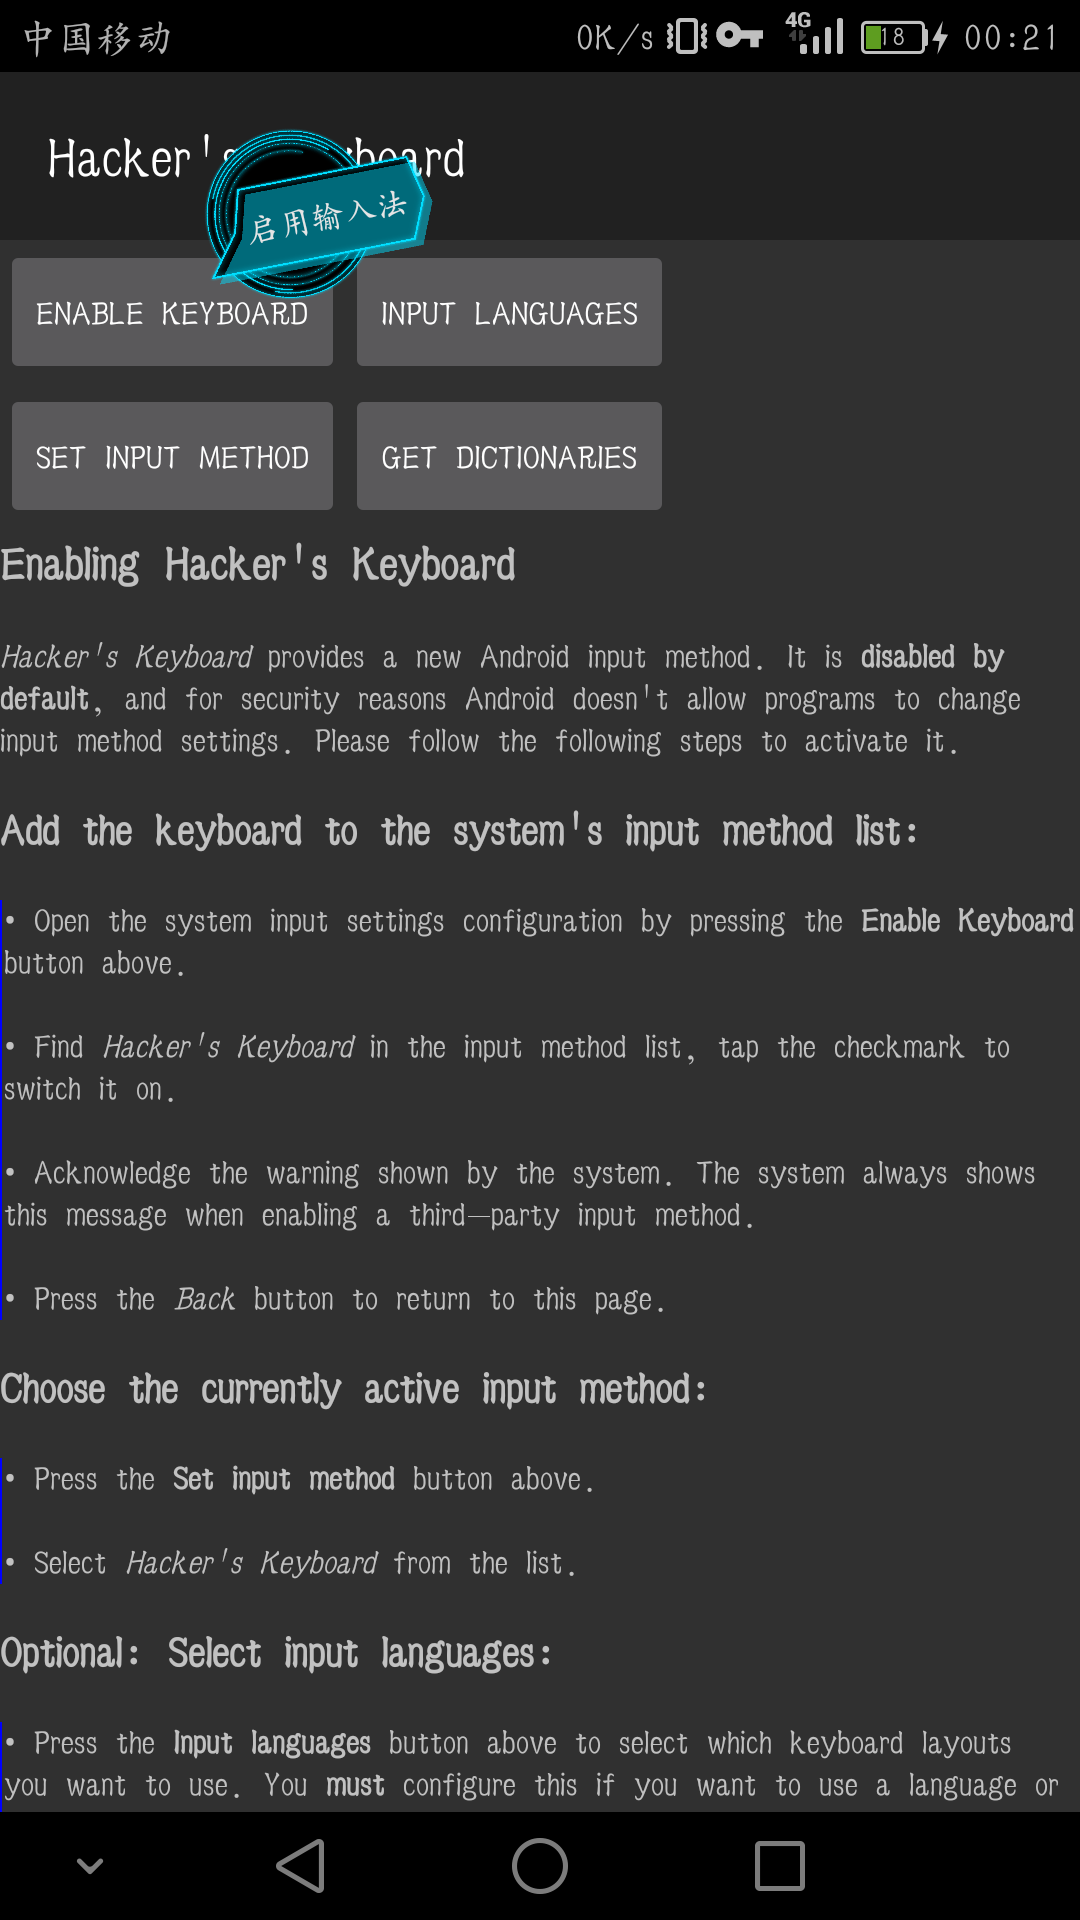 中国移动 0K/s 4G 18 00:21
Hacker's Keyboard
启用输入法
ENABLE KEYBOARD INPUT LANGUAGES
SET INPUT METHOD GET DICTIONARIES
Enabling Hacker's Keyboard
Hacker's Keyboard provides a new Android input method. It is disabled by
default, and for security reasons Android doesn't allow programs to change
input method settings. Please follow the following steps to activate it.
Add the keyboard to the system's input method list:
• Open the system input settings configuration by pressing the Enable Keyboard
button above.
• Find Hacker's Keyboard in the input method list, tap the checkmark to
switch it on.
• Acknowledge the warning shown by the system. The system always shows
this message when enabling a third-party input method.
• Press the Back button to return to this page.
Choose the currently active input method:
• Press the Set input method button above.
• Select Hacker's Keyboard from the list.
Optional: Select input languages:
• Press the Input languages button above to select which keyboard layouts
you want to use. You must configure this if you want to use a language or